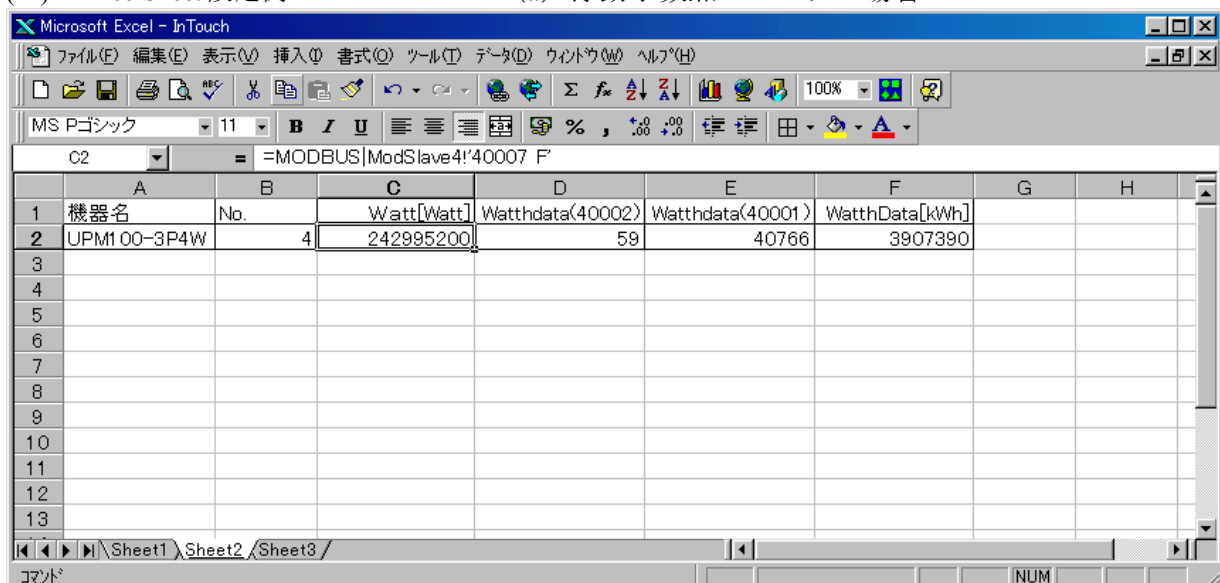 Microsoft Excel - InTouch
ファイル(F) 編集(E) 表示(V) 挿入(I) 書式(O) ツール(T) データ(D) ウィンドウ(W) ヘルプ(H)
100%
MS Pゴシック 11 B I U % ,
C2 = =MODBUS|ModSlave4!'40007 F'
A B C D E F G H
1 機器名 No. Watt[Watt] Watthdata(40002) Watthdata(40001) WatthData[kWh]
2 UPM100-3P4W 4 242995200 59 40766 3907390
3
4
5
6
7
8
9
10
11
12
13
Sheet1 Sheet2 Sheet3
コマンド NUM